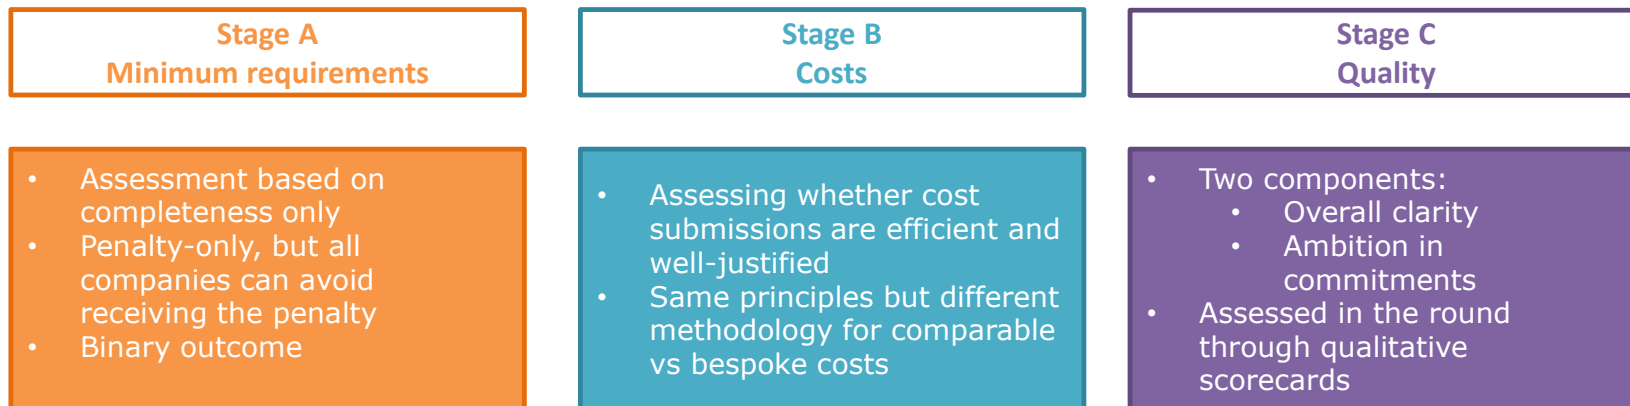 Stage A
Minimum requirements
• Assessment based on
completeness only
• Penalty-only, but all
companies can avoid
receiving the penalty
• Binary outcome
Stage B
Costs
• Assessing whether cost
submissions are efficient and
well-justified
• Same principles but different
methodology for comparable
vs bespoke costs
Stage C
Quality
• Two components:
• Overall clarity
• Ambition in
commitments
• Assessed in the round
through qualitative
scorecards